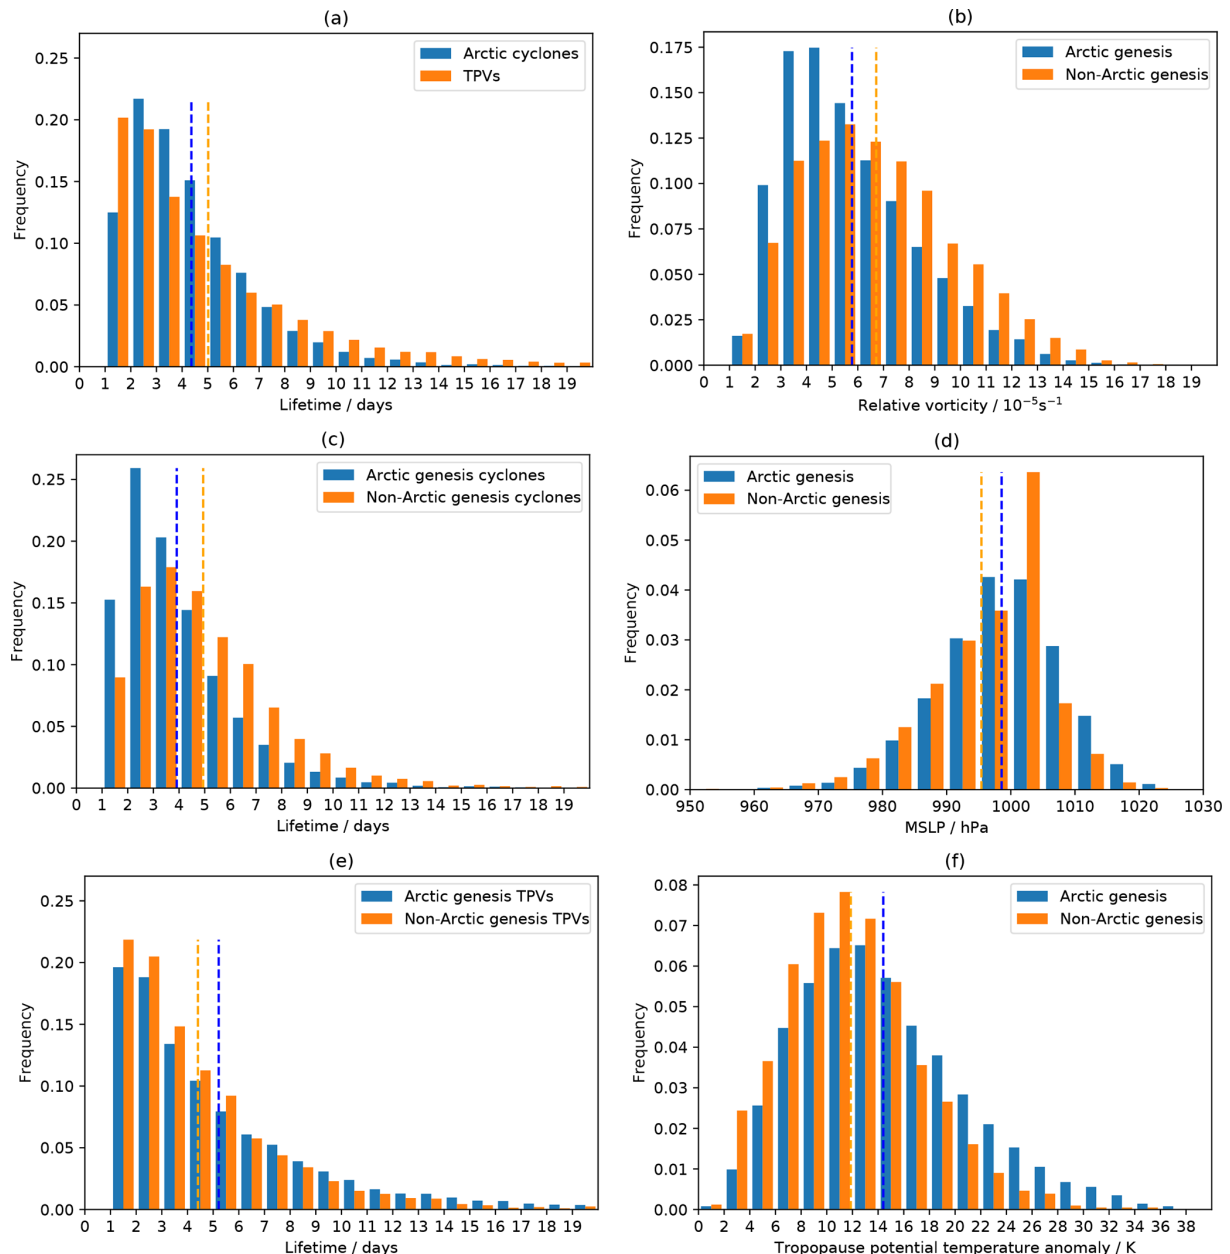 (a)
0.25
0.20
0.15
0.10
0.05
0.00
Frequency
Arctic cyclones
TPVs
0 1 2 3 4 5 6 7 8 9 10 11 12 13 14 15 16 17 18 19
Lifetime / days
(b)
0.175
0.150
0.125
0.100
0.075
0.050
0.025
0.000
Frequency
Arctic genesis
Non-Arctic genesis
0 1 2 3 4 5 6 7 8 9 10 11 12 13 14 15 16 17 18 19
Relative vorticity / 10⁻⁵s⁻¹
(c)
0.25
0.20
0.15
0.10
0.05
0.00
Frequency
Arctic genesis cyclones
Non-Arctic genesis cyclones
0 1 2 3 4 5 6 7 8 9 10 11 12 13 14 15 16 17 18 19
Lifetime / days
(d)
0.06
0.05
0.04
0.03
0.02
0.01
0.00
Frequency
Arctic genesis
Non-Arctic genesis
950 960 970 980 990 1000 1010 1020 1030
MSLP / hPa
(e)
0.25
0.20
0.15
0.10
0.05
0.00
Frequency
Arctic genesis TPVs
Non-Arctic genesis TPVs
0 1 2 3 4 5 6 7 8 9 10 11 12 13 14 15 16 17 18 19
Lifetime / days
(f)
0.08
0.07
0.06
0.05
0.04
0.03
0.02
0.01
0.00
Frequency
Arctic genesis
Non-Arctic genesis
0 2 4 6 8 10 12 14 16 18 20 22 24 26 28 30 32 34 36 38
Tropopause potential temperature anomaly / K